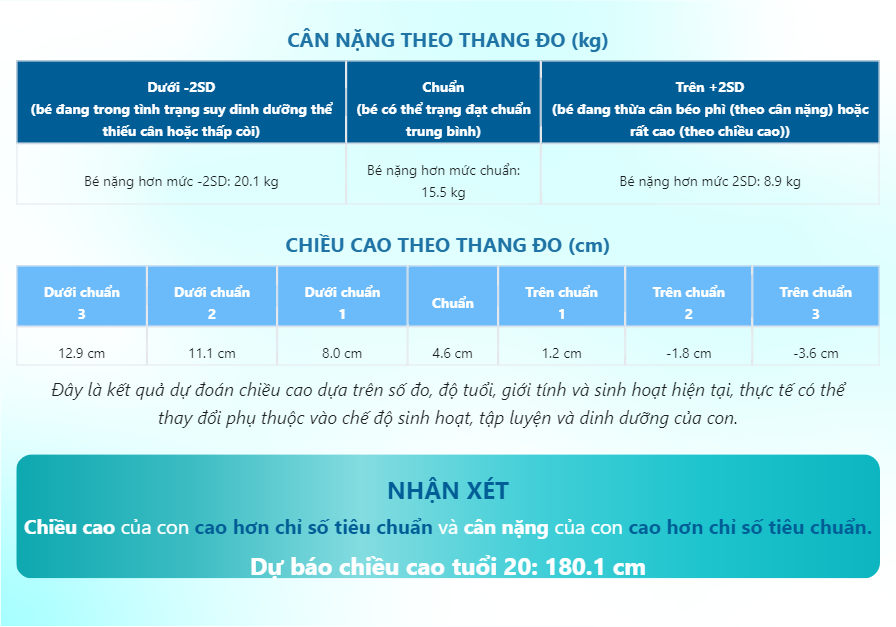 CÂN NẶNG THEO THANG ĐO (kg)
Dưới -2SD
(bé đang trong tình trạng suy dinh dưỡng thể
thiếu cân hoặc thấp còi)
Chuẩn
(bé có thể trạng đạt chuẩn
trung bình)
Trên +2SD
(bé đang thừa cân béo phì (theo cân nặng) hoặc
rất cao (theo chiều cao))
Bé nặng hơn mức -2SD: 20.1 kg
Bé nặng hơn mức chuẩn:
15.5 kg
Bé nặng hơn mức 2SD: 8.9 kg
CHIỀU CAO THEO THANG ĐO (cm)
Dưới chuẩn
3
Dưới chuẩn
2
Dưới chuẩn
1
Chuẩn
Trên chuẩn
1
Trên chuẩn
2
Trên chuẩn
3
12.9 cm
11.1 cm
8.0 cm
4.6 cm
1.2 cm
-1.8 cm
-3.6 cm
Đây là kết quả dự đoán chiều cao dựa trên số đo, độ tuổi, giới tính và sinh hoạt hiện tại, thực tế có thể
thay đổi phụ thuộc vào chế độ sinh hoạt, tập luyện và dinh dưỡng của con.
NHẬN XÉT
Chiều cao của con cao hơn chỉ số tiêu chuẩn và cân nặng của con cao hơn chỉ số tiêu chuẩn.
Dự báo chiều cao tuổi 20: 180.1 cm